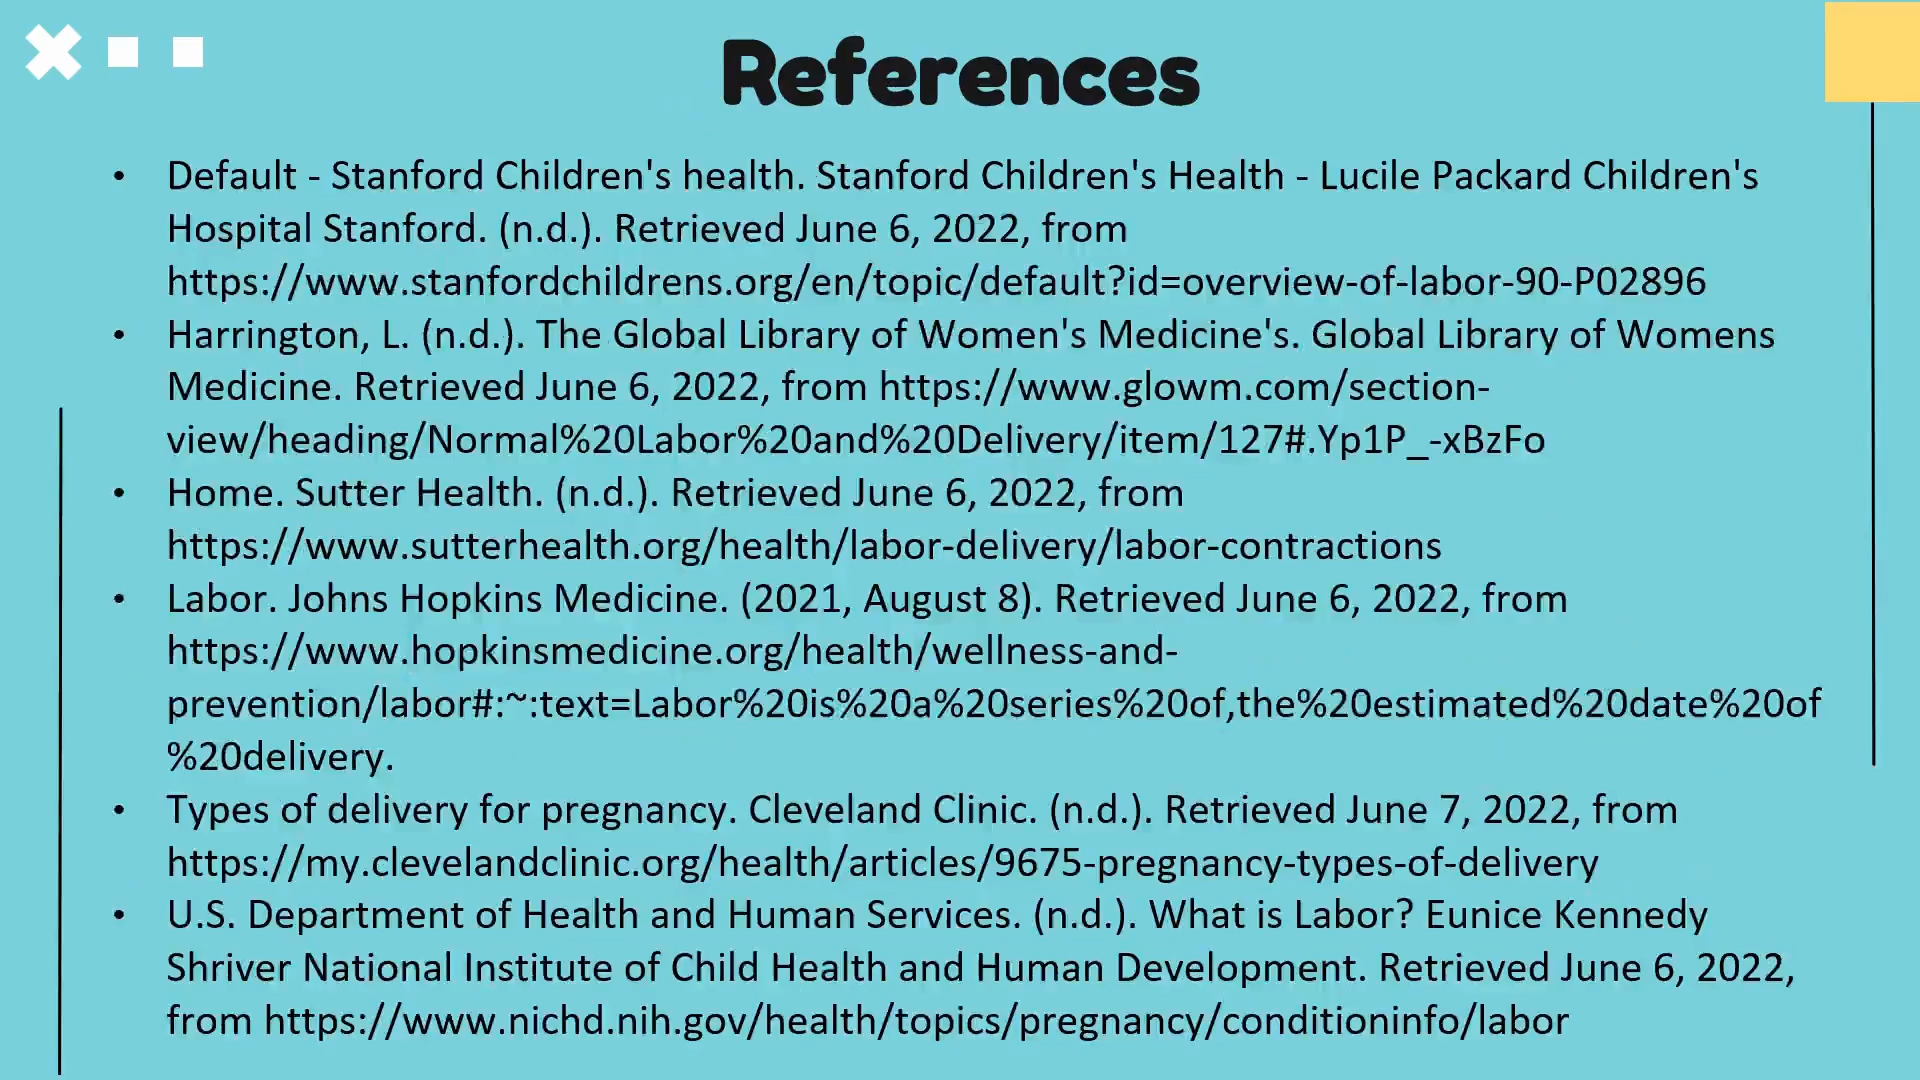 References
• Default - Stanford Children's health. Stanford Children's Health - Lucile Packard Children's
Hospital Stanford. (n.d.). Retrieved June 6, 2022, from
https://www.stanfordchildrens.org/en/topic/default?id=overview-of-labor-90-P02896
• Harrington, L. (n.d.). The Global Library of Women's Medicine's. Global Library of Womens
Medicine. Retrieved June 6, 2022, from https://www.glowm.com/section-
view/heading/Normal%20Labor%20and%20Delivery/item/127#.Yp1P_-xBzFo
• Home. Sutter Health. (n.d.). Retrieved June 6, 2022, from
https://www.sutterhealth.org/health/labor-delivery/labor-contractions
• Labor. Johns Hopkins Medicine. (2021, August 8). Retrieved June 6, 2022, from
https://www.hopkinsmedicine.org/health/wellness-and-
prevention/labor#:~:text=Labor%20is%20a%20series%20of,the%20estimated%20date%20of
%20delivery.
• Types of delivery for pregnancy. Cleveland Clinic. (n.d.). Retrieved June 7, 2022, from
https://my.clevelandclinic.org/health/articles/9675-pregnancy-types-of-delivery
• U.S. Department of Health and Human Services. (n.d.). What is Labor? Eunice Kennedy
Shriver National Institute of Child Health and Human Development. Retrieved June 6, 2022,
from https://www.nichd.nih.gov/health/topics/pregnancy/conditioninfo/labor